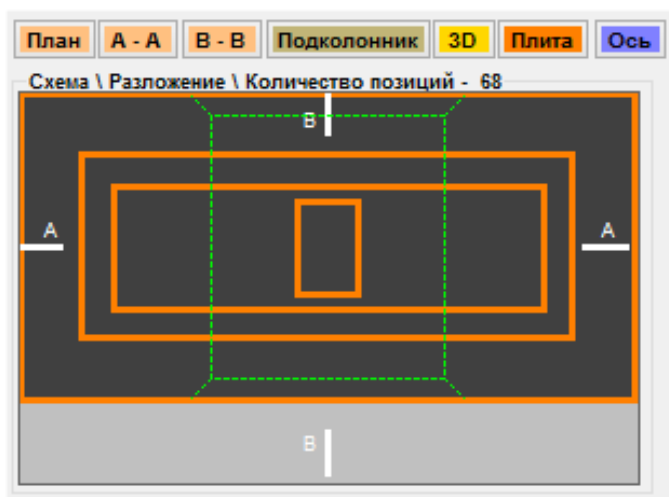 План A - A B - B Подколонник 3D Плита Ось
Схема \ Разложение \ Количество позиций - 68
B
A A
B